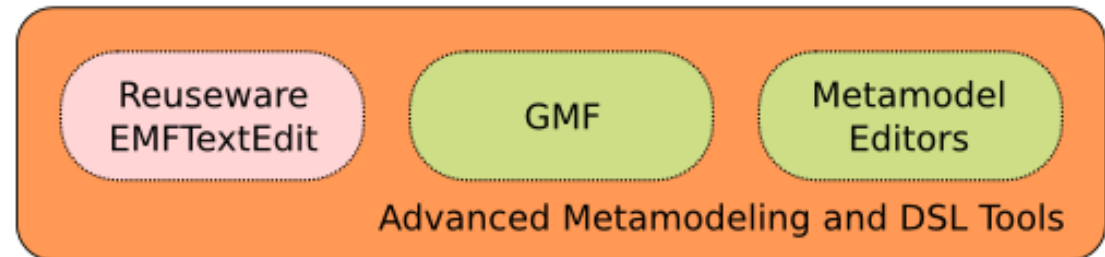 Reuseware
EMFTextEdit
GMF
Metamodel
Editors
Advanced Metamodeling and DSL Tools